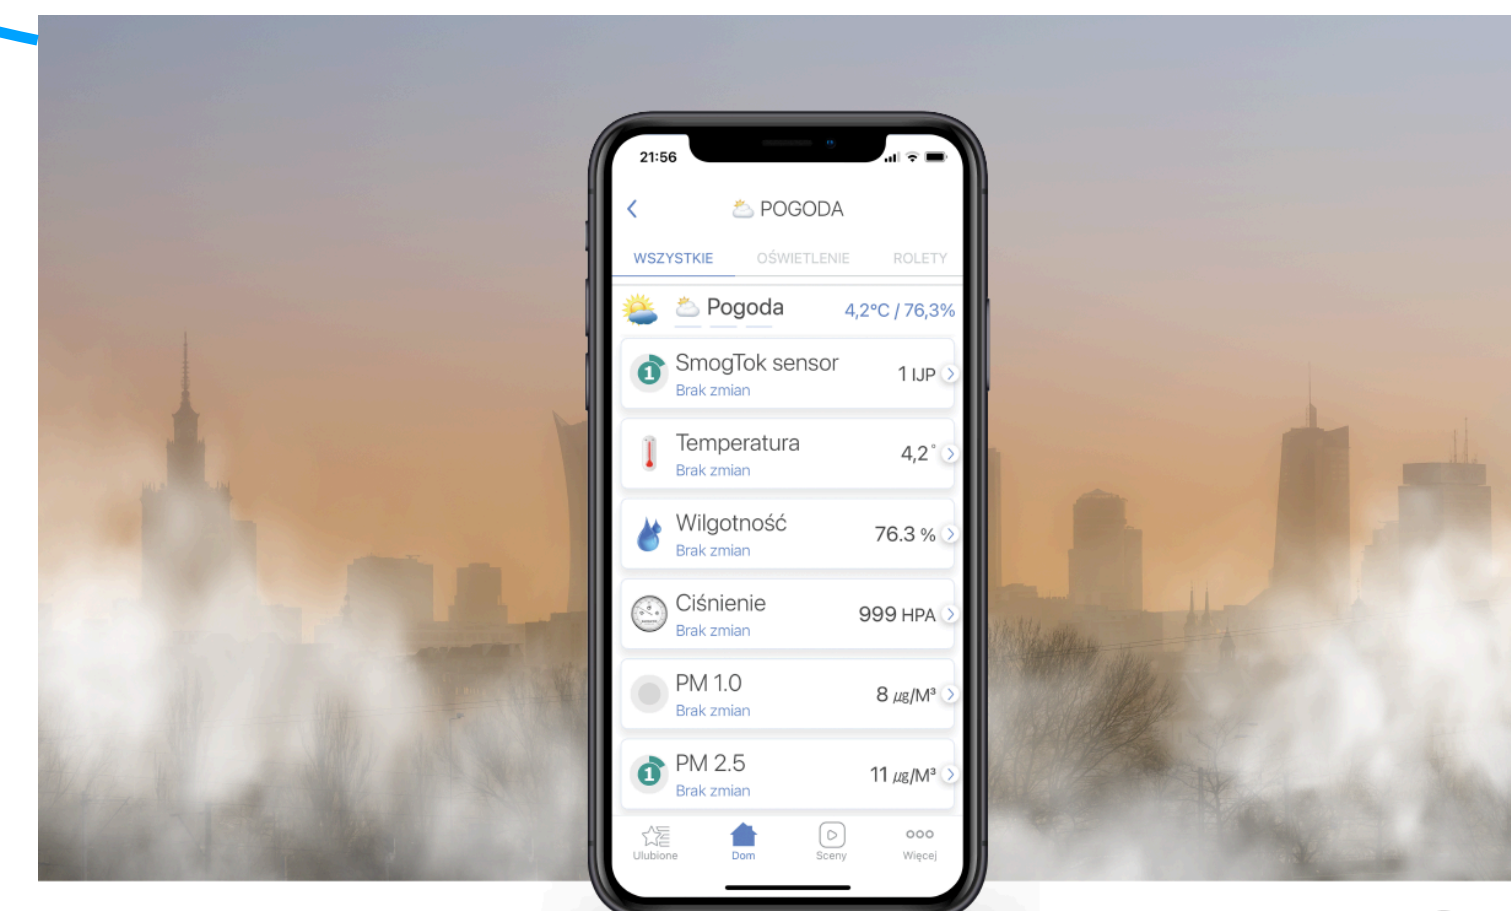 21:56
POGODA
WSZYSTKIE OŚWIETLENIE ROLETY
Pogoda 4,2°C / 76,3%
1 SmogTok sensor 1 IJP
Brak zmian
Temperatura 4,2°
Brak zmian
Wilgotność 76.3 %
Brak zmian
Ciśnienie 999 HPA
Brak zmian
PM 1.0 8 µg/M³
Brak zmian
1 PM 2.5 11 µg/M³
Brak zmian
Ulubione Dom Sceny Więcej